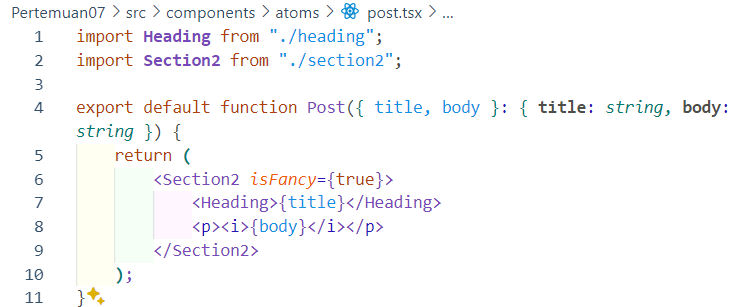 Pertemuan07 > src > components > atoms > post.tsx > ...
1 import Heading from "./heading";
2 import Section2 from "./section2";
3
4 export default function Post({ title, body }: { title: string, body:
string }) {
5     return (
6         <Section2 isFancy={true}>
7             <Heading>{title}</Heading>
8             <p><i>{body}</i></p>
9         </Section2>
10     );
11 }